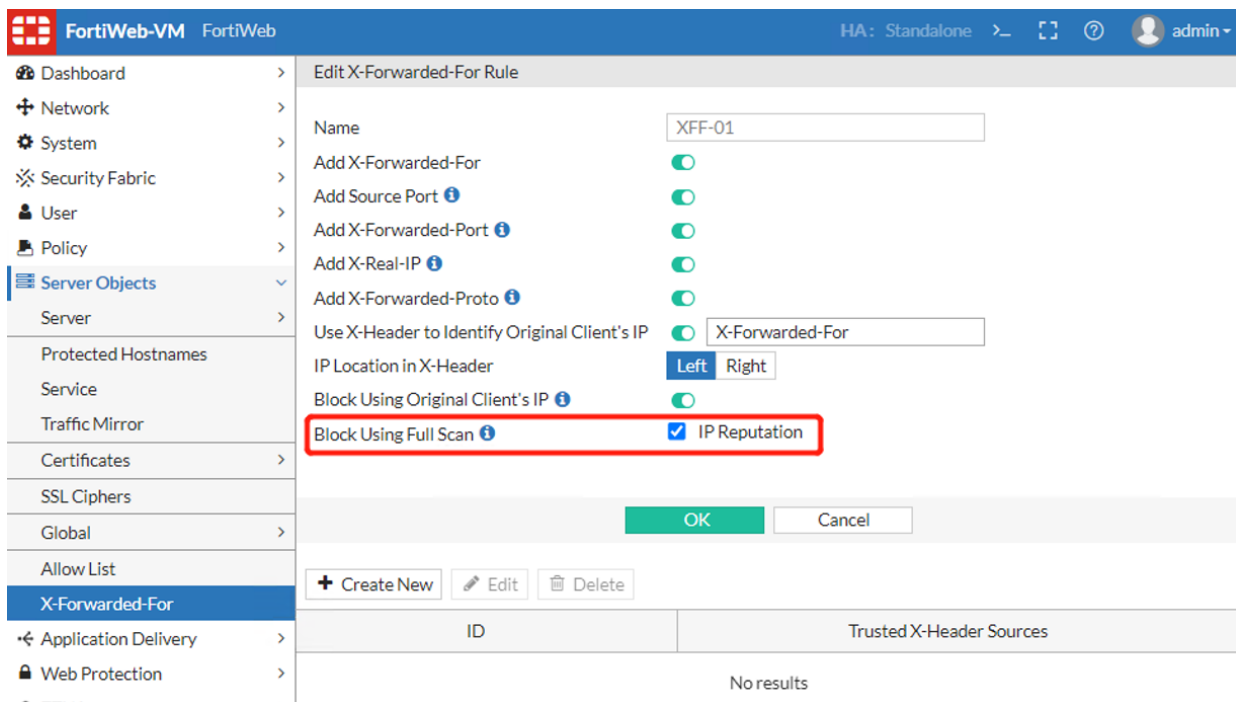 FortiWeb-VM FortiWeb HA: Standalone >_ admin
Dashboard
Network
System
Security Fabric
User
Policy
Server Objects
Server
Protected Hostnames
Service
Traffic Mirror
Certificates
SSL Ciphers
Global
Allow List
X-Forwarded-For
Application Delivery
Web Protection
Edit X-Forwarded-For Rule
Name XFF-01
Add X-Forwarded-For
Add Source Port
Add X-Forwarded-Port
Add X-Real-IP
Add X-Forwarded-Proto
Use X-Header to Identify Original Client's IP X-Forwarded-For
IP Location in X-Header Left Right
Block Using Original Client's IP
Block Using Full Scan IP Reputation
OK Cancel
+ Create New Edit Delete
ID Trusted X-Header Sources
No results